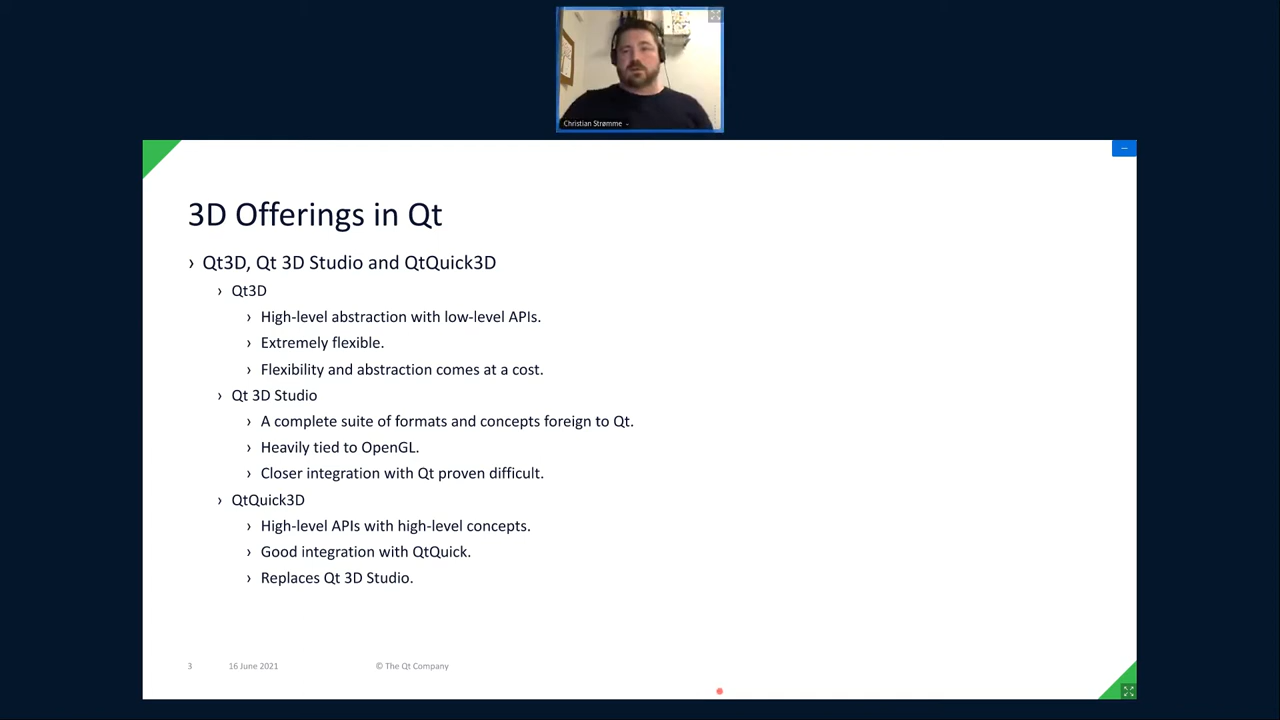 Christian Strømme -
3D Offerings in Qt
› Qt3D, Qt 3D Studio and QtQuick3D
› Qt3D
› High-level abstraction with low-level APIs.
› Extremely flexible.
› Flexibility and abstraction comes at a cost.
› Qt 3D Studio
› A complete suite of formats and concepts foreign to Qt.
› Heavily tied to OpenGL.
› Closer integration with Qt proven difficult.
› QtQuick3D
› High-level APIs with high-level concepts.
› Good integration with QtQuick.
› Replaces Qt 3D Studio.
3 16 June 2021 © The Qt Company